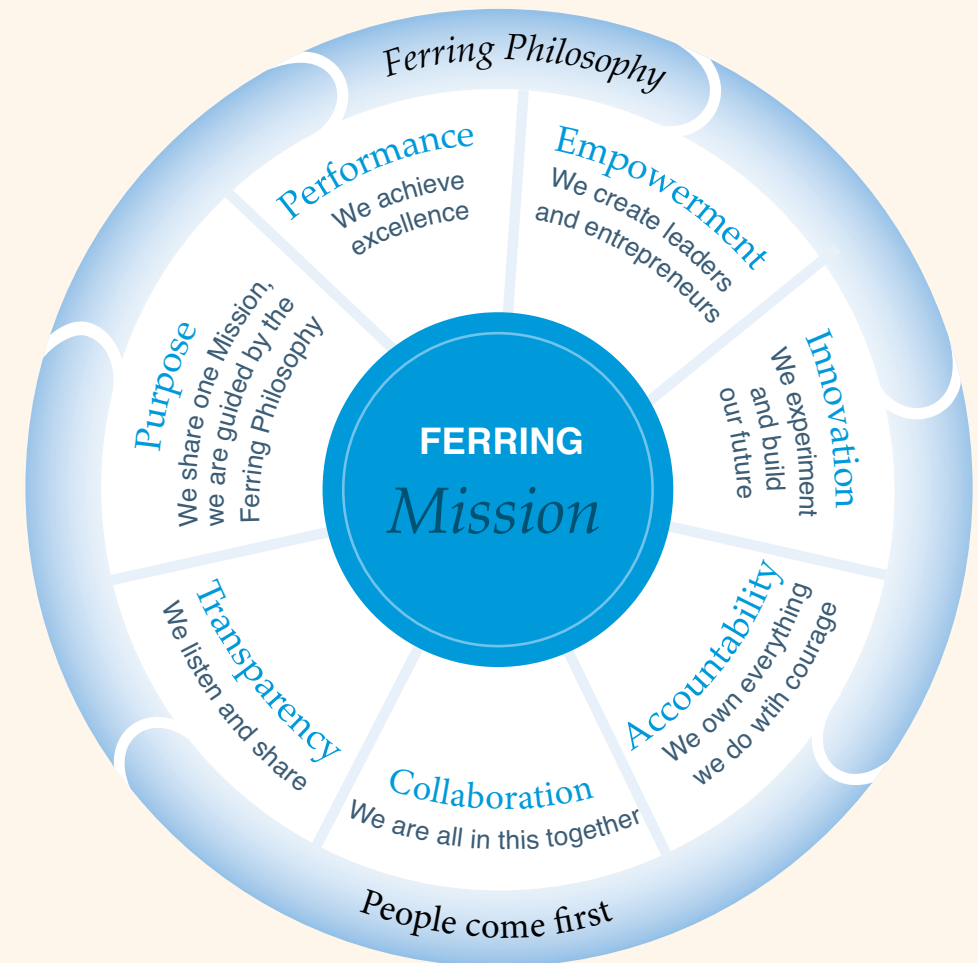 Ferring Philosophy
Performance
We achieve
excellence
Empowerment
We create leaders
and entrepreneurs
Innovation
We experiment
and build
our future
Accountability
We own everything
we do wtih courage
Collaboration
We are all in this together
Transparency
We listen and share
Purpose
We share one Mission,
we are guided by the
Ferring Philosophy
FERRING
Mission
People come first